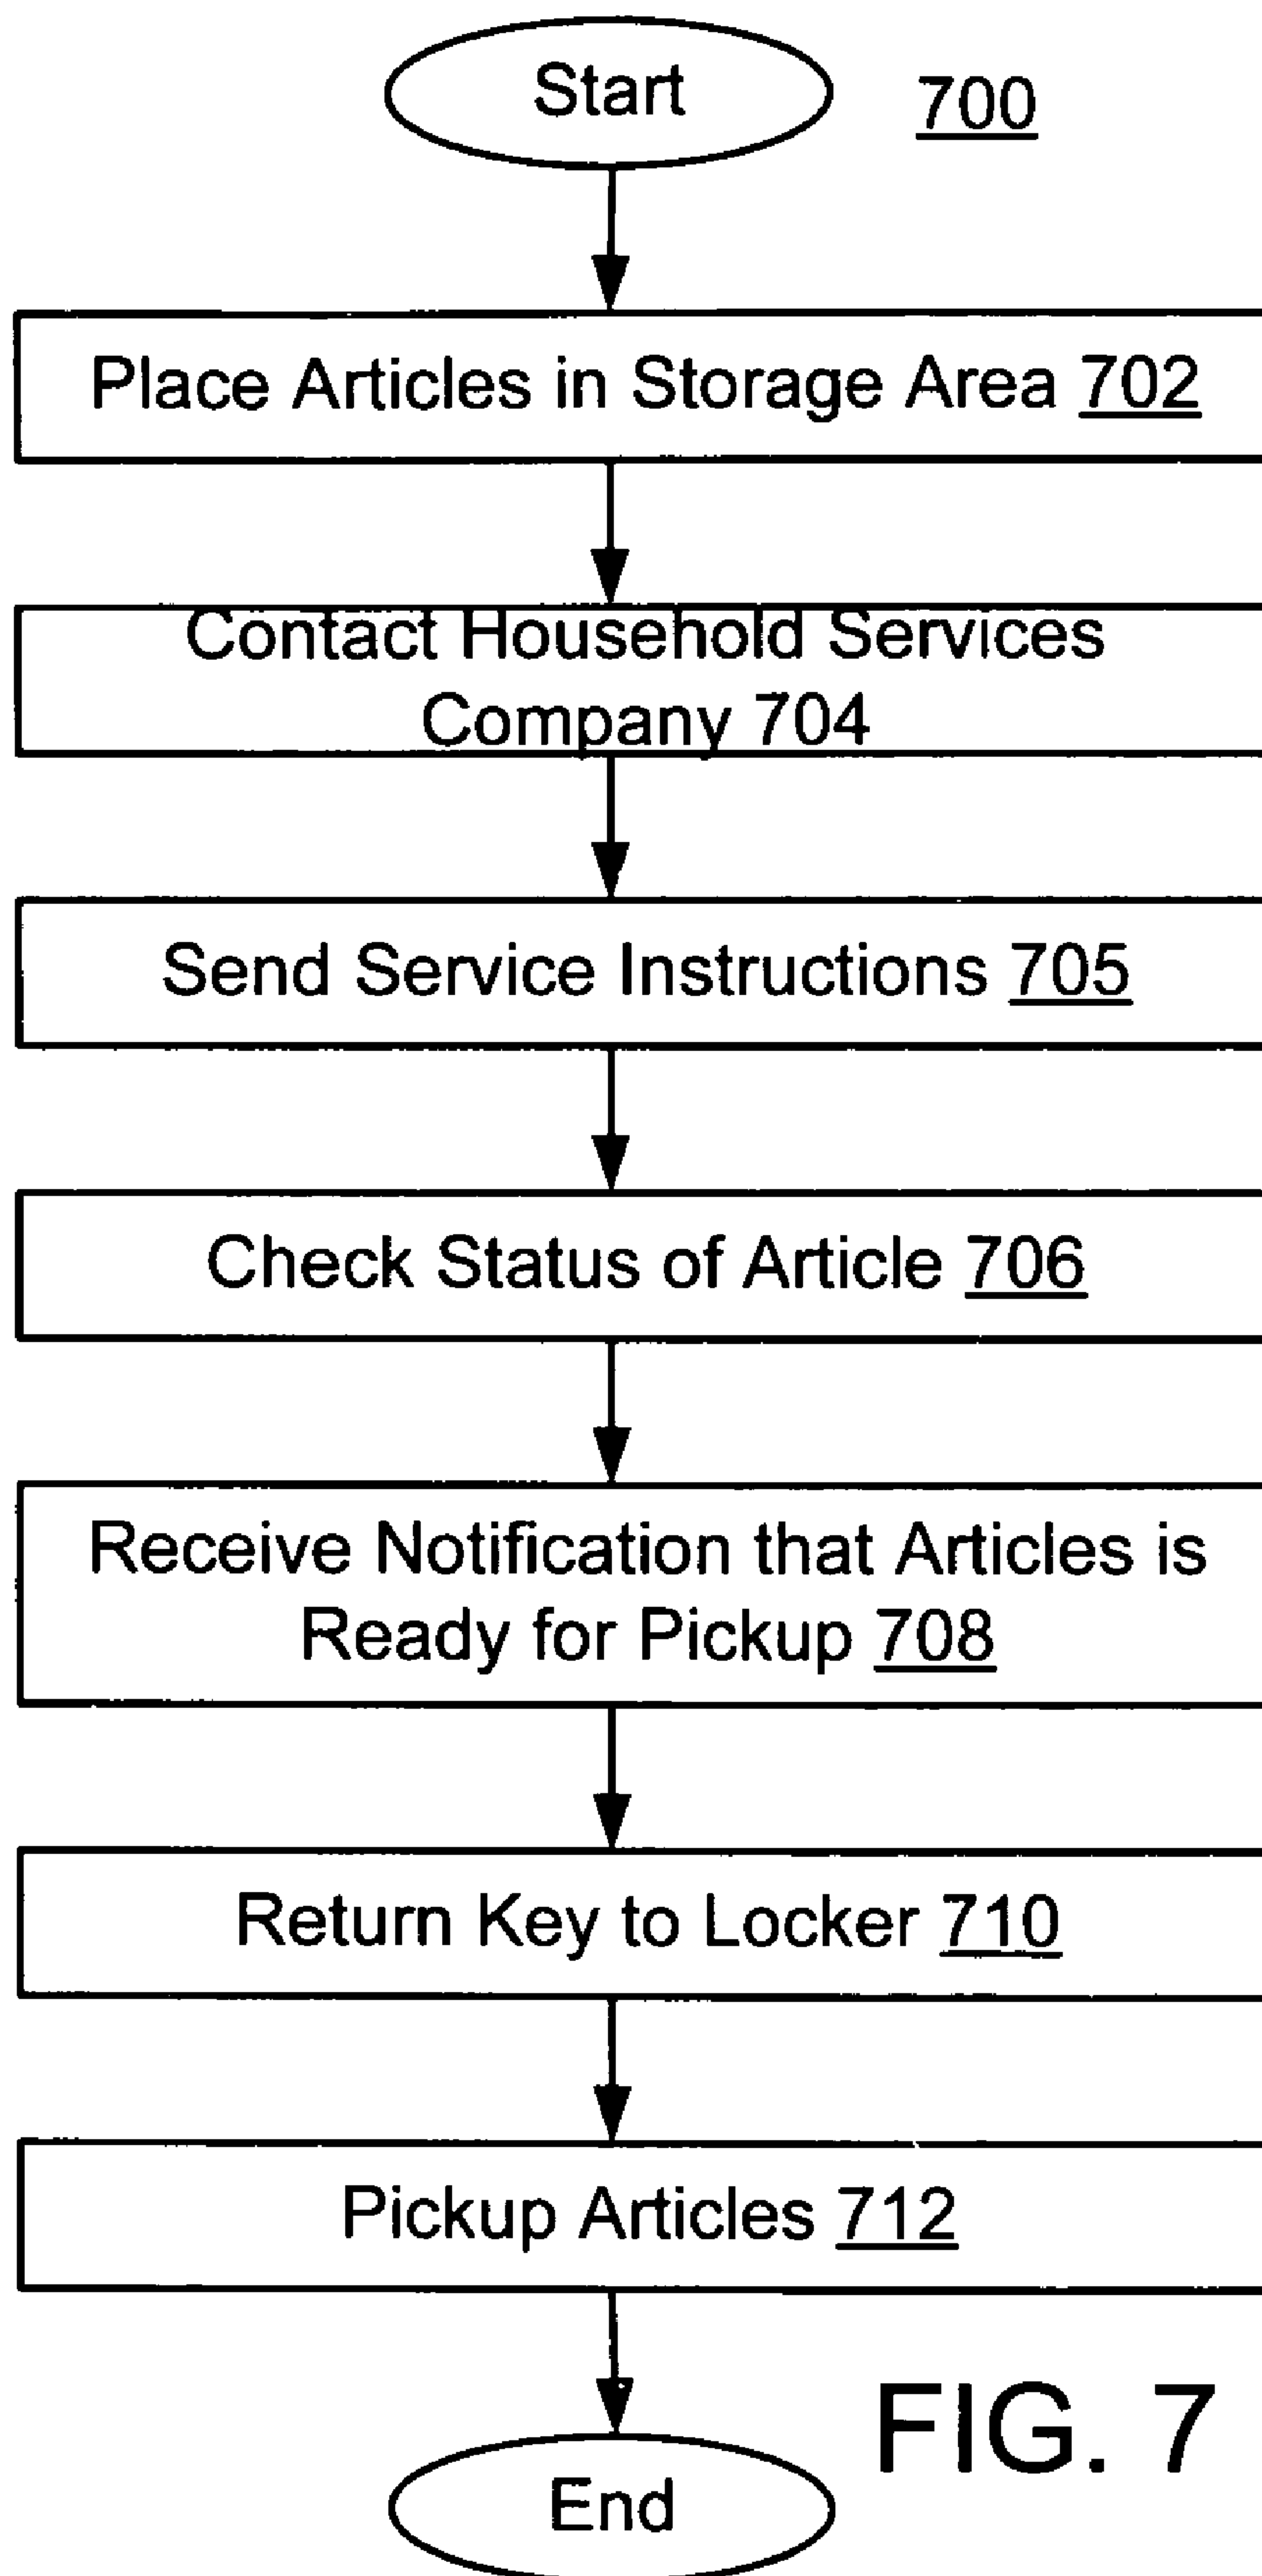 Start
700
Place Articles in Storage Area 702
Contact Household Services
Company 704
Send Service Instructions 705
Check Status of Article 706
Receive Notification that Articles is
Ready for Pickup 708
Return Key to Locker 710
Pickup Articles 712
FIG. 7
End